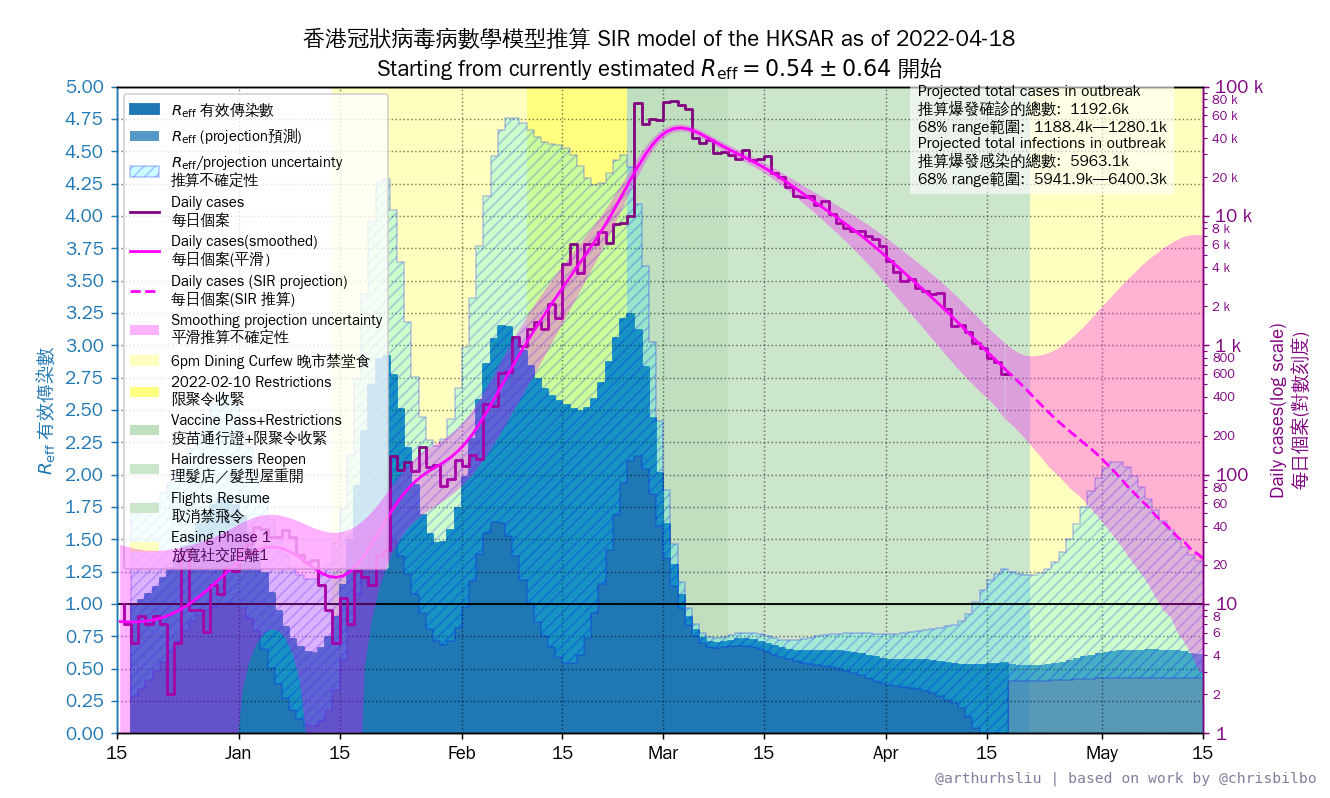 香港冠狀病毒病數學模型推算 SIR model of the HKSAR as of 2022-04-18
Starting from currently estimated Reff = 0.54 ± 0.64 開始
Reff 有效傳染數
5.00
4.75
4.50
4.25
4.00
3.75
3.50
3.25
3.00
2.75
2.50
2.25
2.00
1.75
1.50
1.25
1.00
0.75
0.50
0.25
0.00
Reff 有效傳染數
Reff (projection預測)
Reff/projection uncertainty
推算不確定性
Daily cases
每日個案
Daily cases(smoothed)
每日個案(平滑）
Daily cases (SIR projection)
每日個案(SIR 推算)
Smoothing projection uncertainty
平滑推算不確定性
6pm Dining Curfew 晚市禁堂食
2022-02-10 Restrictions
限聚令收緊
Vaccine Pass+Restrictions
疫苗通行證+限聚令收緊
Hairdressers Reopen
理髮店／髮型屋重開
Flights Resume
取消禁飛令
Easing Phase 1
放寬社交距離1
Projected total cases in outbreak
推算爆發確診的總數: 1192.6k
68% range範圍: 1188.4k—1280.1k
Projected total infections in outbreak
推算爆發感染的總數: 5963.1k
68% range範圍: 5941.9k—6400.3k
100 k
80 k
60 k
40 k
20 k
10 k
8 k
6 k
4 k
2 k
1 k
800
600
400
200
100
80
60
40
20
10
8
6
4
2
1
Daily cases(log scale)
每日個案(對數刻度)
15 Jan 15 Feb 15 Mar 15 Apr 15 May 15
@arthurhsliu | based on work by @chrisbilbo